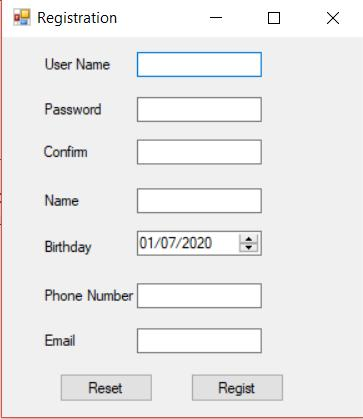 Registration
User Name
Password
Confirm
Name
Birthday 01/07/2020
Phone Number
Email
Reset Regist